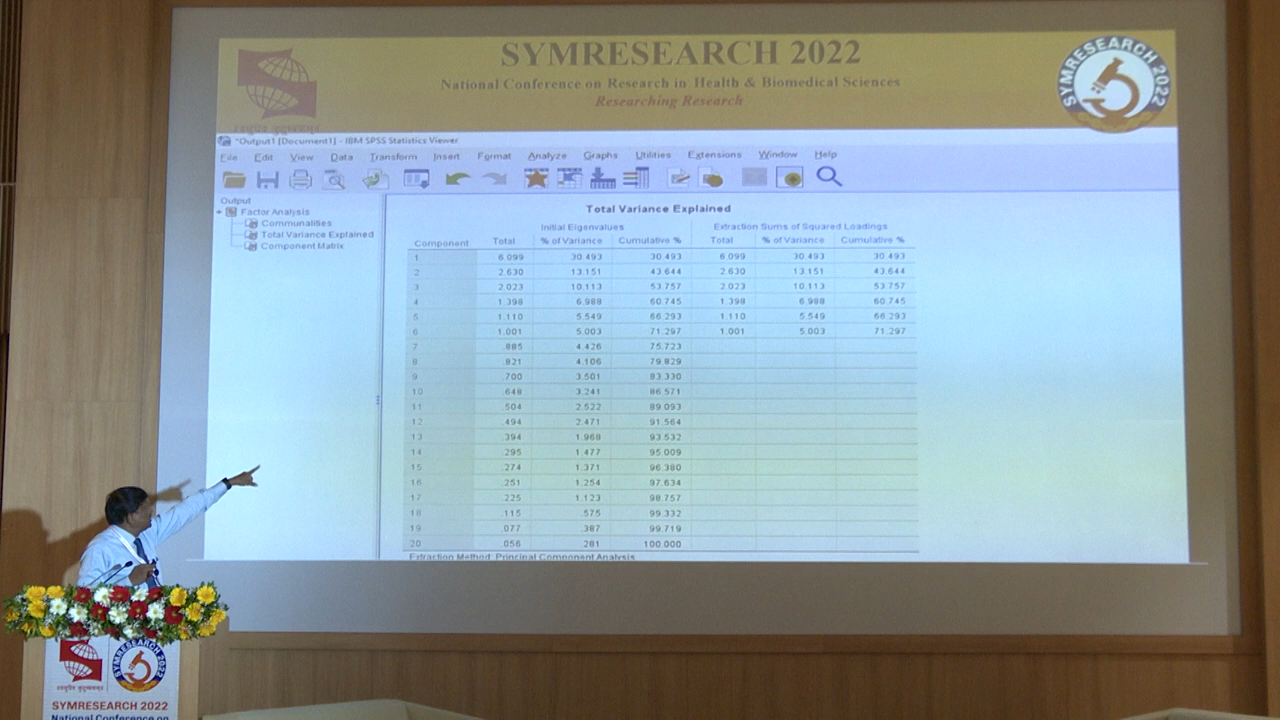 SYMRESEARCH 2022
National Conference on Research in Health & Biomedical Sciences
Researching Research
SYMRESEARCH 2022
*Output1 [Document1] - IBM SPSS Statistics Viewer
File Edit View Data Transform Insert Format Analyze Graphs Utilities Extensions Window Help
Output
Factor Analysis
Communalities
Total Variance Explained
Component Matrix
Total Variance Explained
Initial Eigenvalues Extraction Sums of Squared Loadings
Component Total % of Variance Cumulative % Total % of Variance Cumulative %
1 6.099 30.493 30.493 6.099 30.493 30.493
2 2.630 13.151 43.644 2.630 13.151 43.644
3 2.023 10.113 53.757 2.023 10.113 53.757
4 1.398 6.988 60.745 1.398 6.988 60.745
5 1.110 5.549 66.293 1.110 5.549 66.293
6 1.001 5.003 71.297 1.001 5.003 71.297
7 .885 4.426 75.723
8 .821 4.106 79.829
9 .700 3.501 83.330
10 .648 3.241 86.571
11 .504 2.522 89.093
12 .494 2.471 91.564
13 .394 1.968 93.532
14 .295 1.477 95.009
15 .274 1.371 96.380
16 .251 1.254 97.634
17 .225 1.123 98.757
18 .115 .575 99.332
19 .077 .387 99.719
20 .056 .281 100.000
Extraction Method: Principal Component Analysis
SYMRESEARCH 2022
SYMRESEARCH 2022
National Conference on